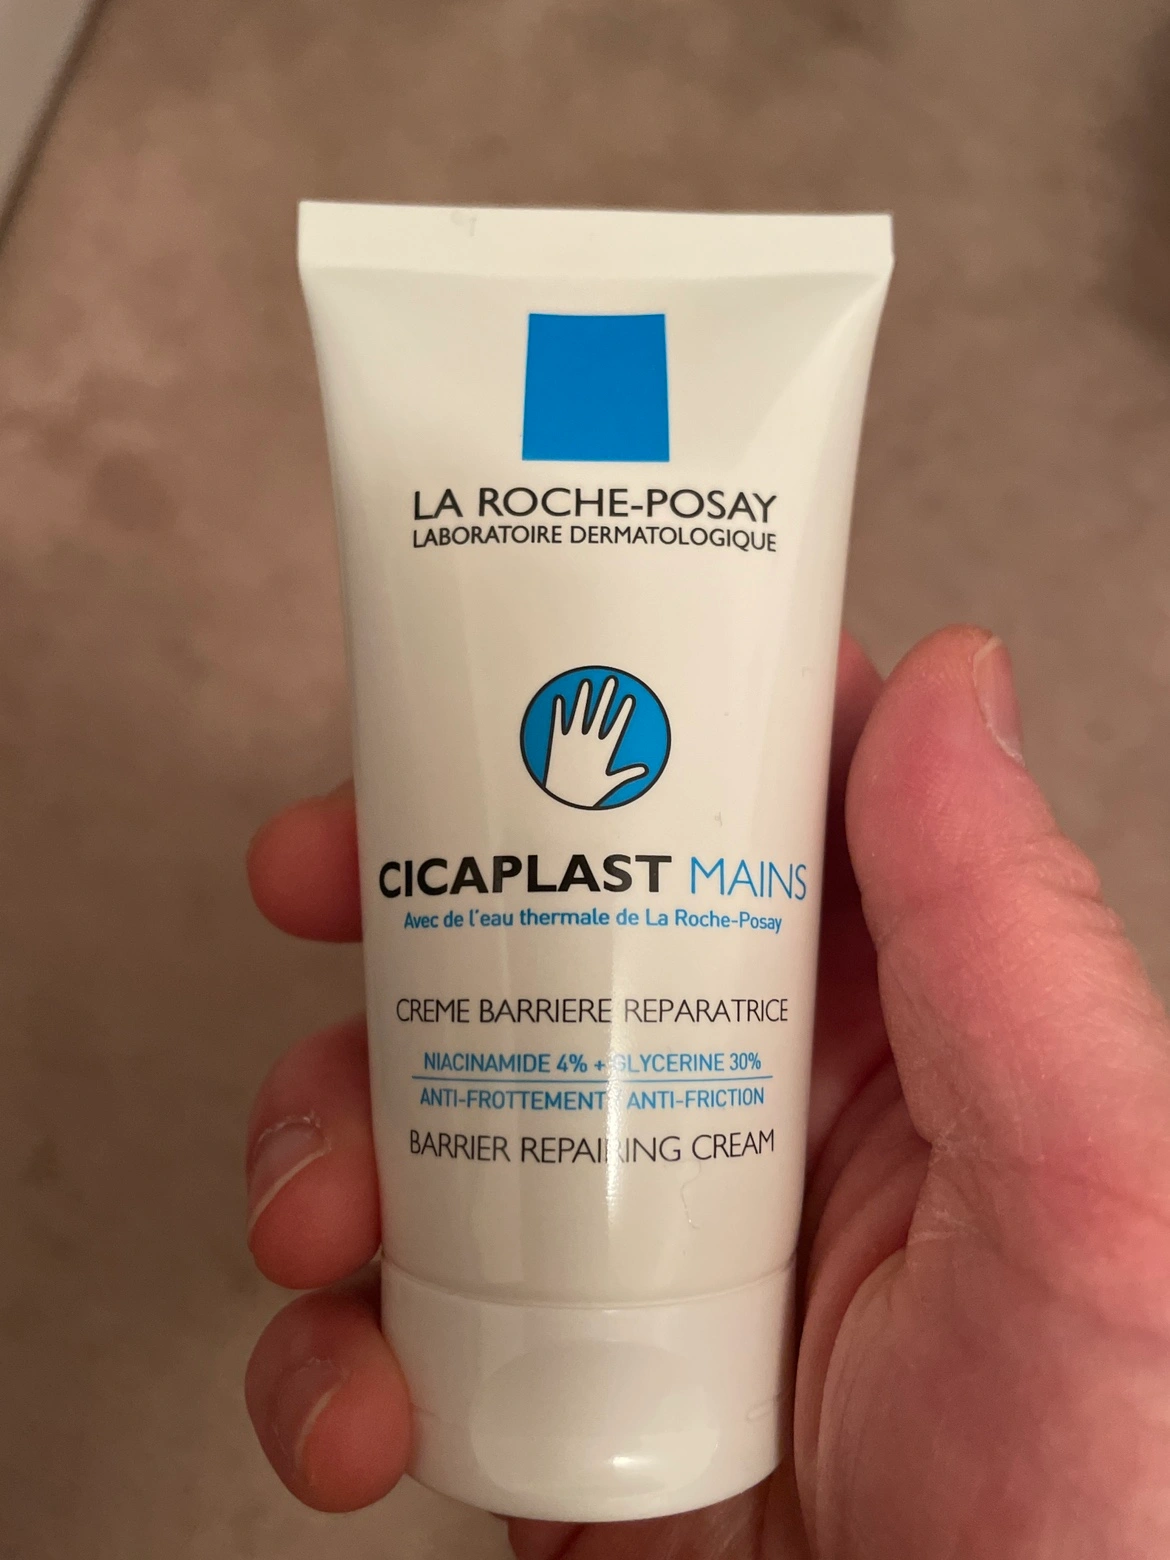 LA ROCHE-POSAY
LABORATOIRE DERMATOLOGIQUE
CICAPLAST MAINS
Avec de l'eau thermale de La Roche-Posay
CREME BARRIERE REPARATRICE
NIACINAMIDE 4% + GLYCERINE 30%
ANTI-FROTTEMENT ANTI-FRICTION
BARRIER REPAIRING CREAM